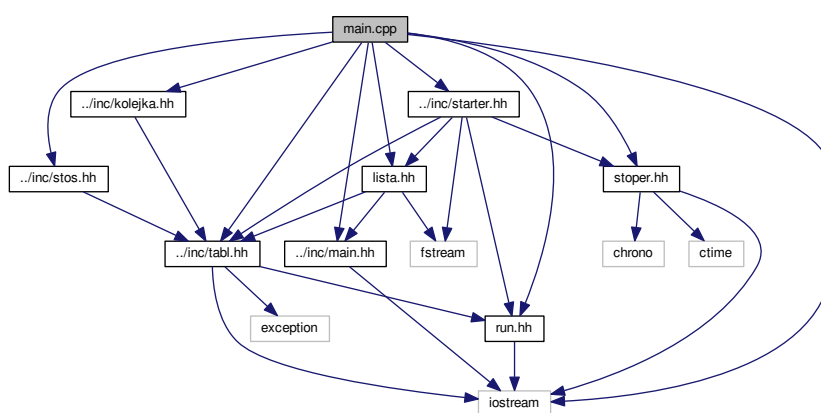 main.cpp
../inc/kolejka.hh
../inc/starter.hh
../inc/stos.hh
lista.hh
stoper.hh
../inc/tabl.hh
../inc/main.hh
fstream
chrono
ctime
exception
run.hh
iostream